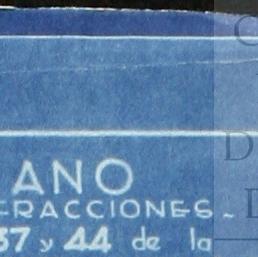 ANO
FRACCIONES-
37 y 44 de la